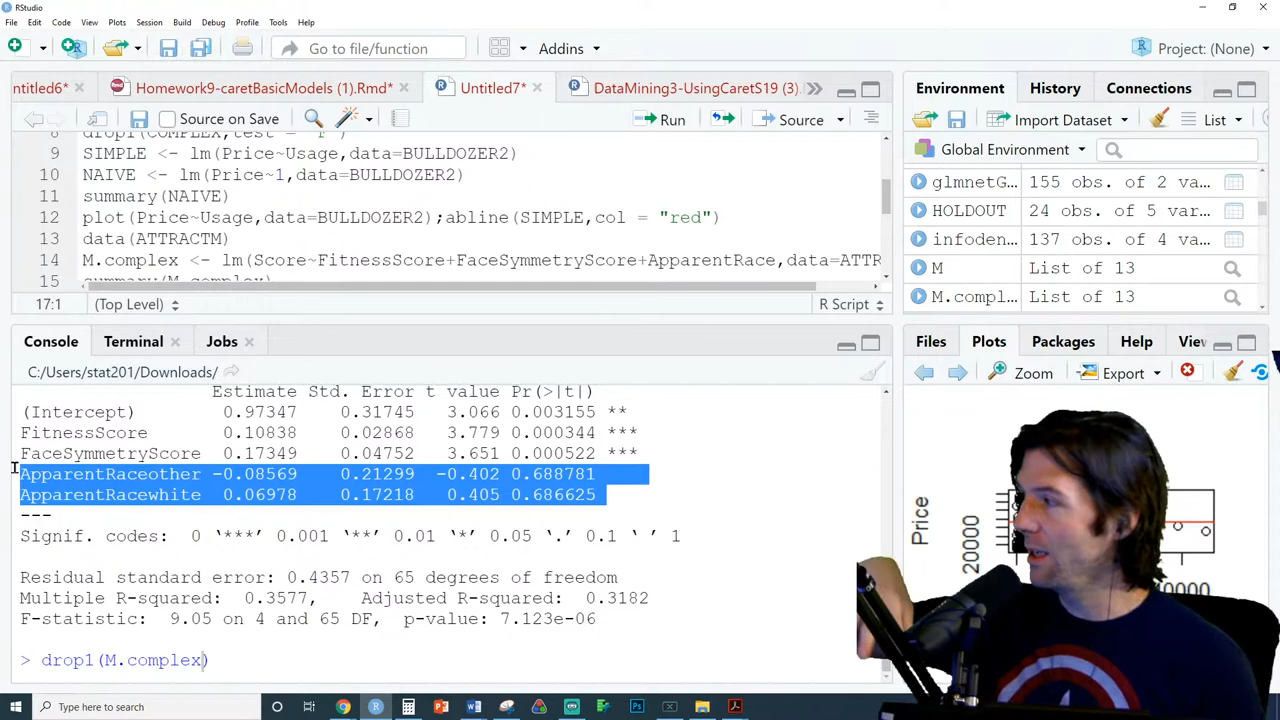 RStudio
File Edit Code View Plots Session Build Debug Profile Tools Help
Go to file/function Addins Project: (None)
ntitled6* Homework9-caretBasicModels (1).Rmd* Untitled7* DataMining3-UsingCaretS19 (3).
Source on Save Run Source
9 SIMPLE <- lm(Price~Usage,data=BULLDOZER2)
10 NAIVE <- lm(Price~1,data=BULLDOZER2)
11 summary(NAIVE)
12 plot(Price~Usage,data=BULLDOZER2);abline(SIMPLE,col = "red")
13 data(ATTRACTM)
14 M.complex <- lm(Score~FitnessScore+FaceSymmetryScore+ApparentRace,data=ATTR
15 summary(M.complex)
17:1 (Top Level) R Script
Console Terminal Jobs
C:/Users/stat201/Downloads/
Estimate Std. Error t value Pr(>|t|)
(Intercept) 0.97347 0.31745 3.066 0.003155 **
FitnessScore 0.10838 0.02868 3.779 0.000344 ***
FaceSymmetryScore 0.17349 0.04752 3.651 0.000522 ***
ApparentRaceother -0.08569 0.21299 -0.402 0.688781
ApparentRacewhite 0.06978 0.17218 0.405 0.686625
---
Signif. codes: 0 ‘***’ 0.001 ‘**’ 0.01 ‘*’ 0.05 ‘.’ 0.1 ‘ ’ 1
Residual standard error: 0.4357 on 65 degrees of freedom
Multiple R-squared: 0.3577, Adjusted R-squared: 0.3182
F-statistic: 9.05 on 4 and 65 DF, p-value: 7.123e-06
> drop1(M.complex)
Environment History Connections
Import Dataset List
Global Environment
glmnetG… 155 obs. of 2 va…
HOLDOUT 24 obs. of 5 var…
infoden… 137 obs. of 4 va…
M List of 13
M.compl… List of 13
Files Plots Packages Help Vi
Zoom Export
Price
20000
Type here to search